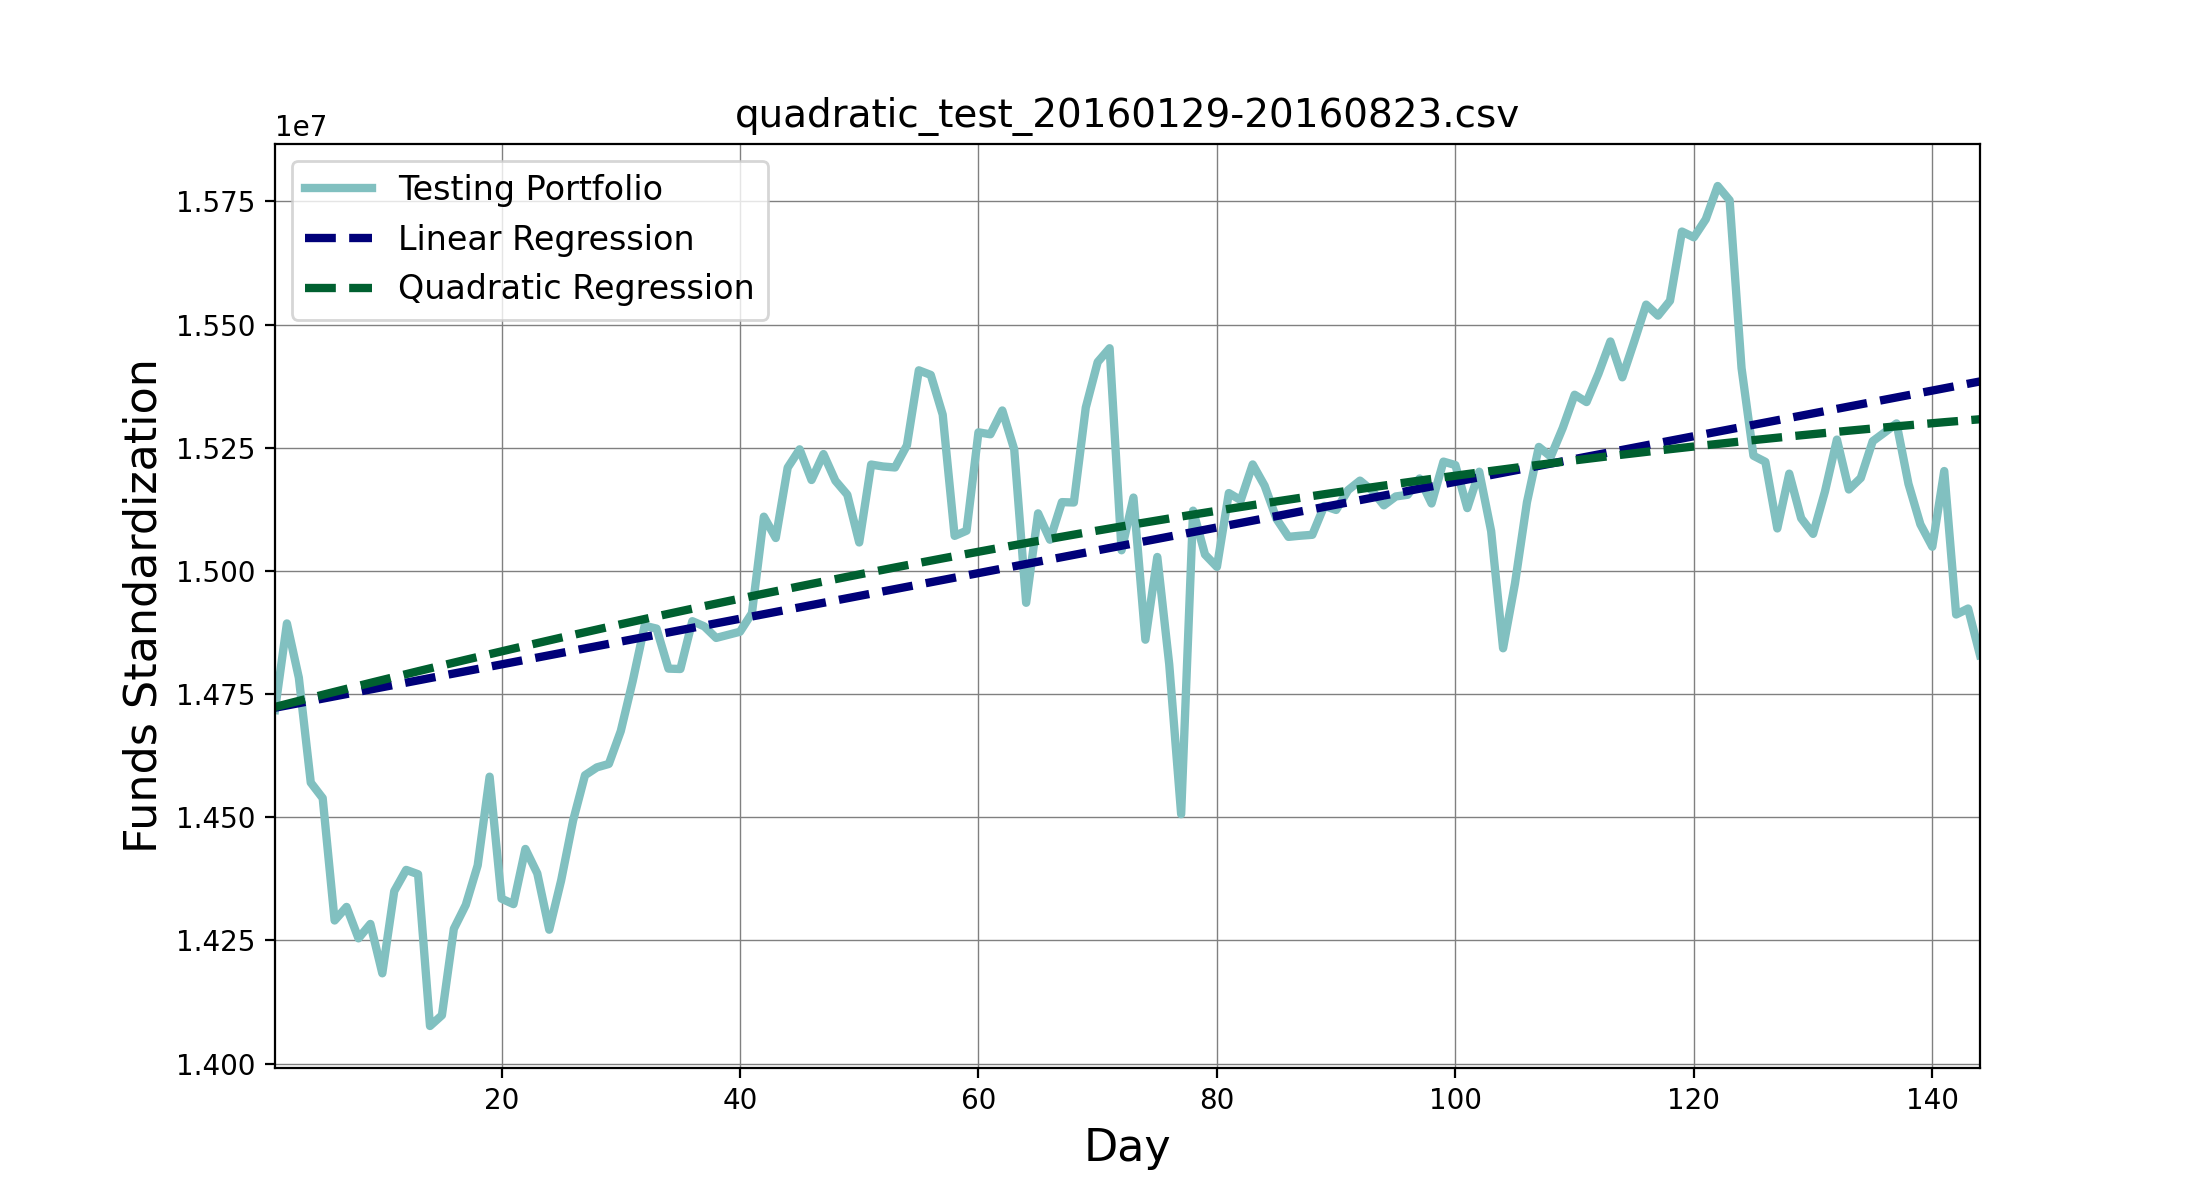 quadratic_test_20160129-20160823.csv
1e7
Testing Portfolio
Linear Regression
Quadratic Regression
1.575
1.550
1.525
1.500
1.475
1.450
1.425
1.400
Funds Standardization
20 40 60 80 100 120 140
Day